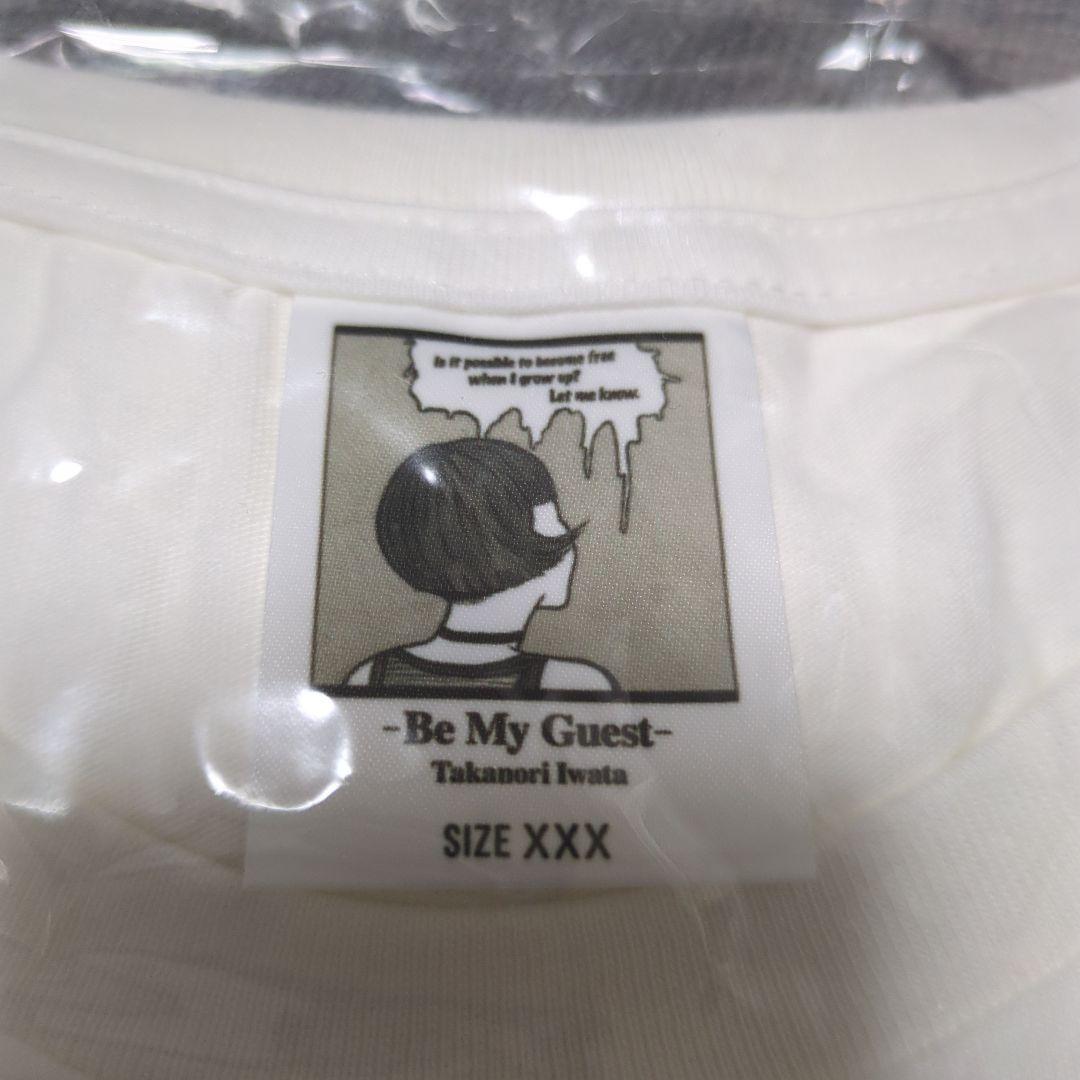 Is it possible to become free
when I grow up?
Let me know.
-Be My Guest-
Takanori Iwata
SIZE XXX